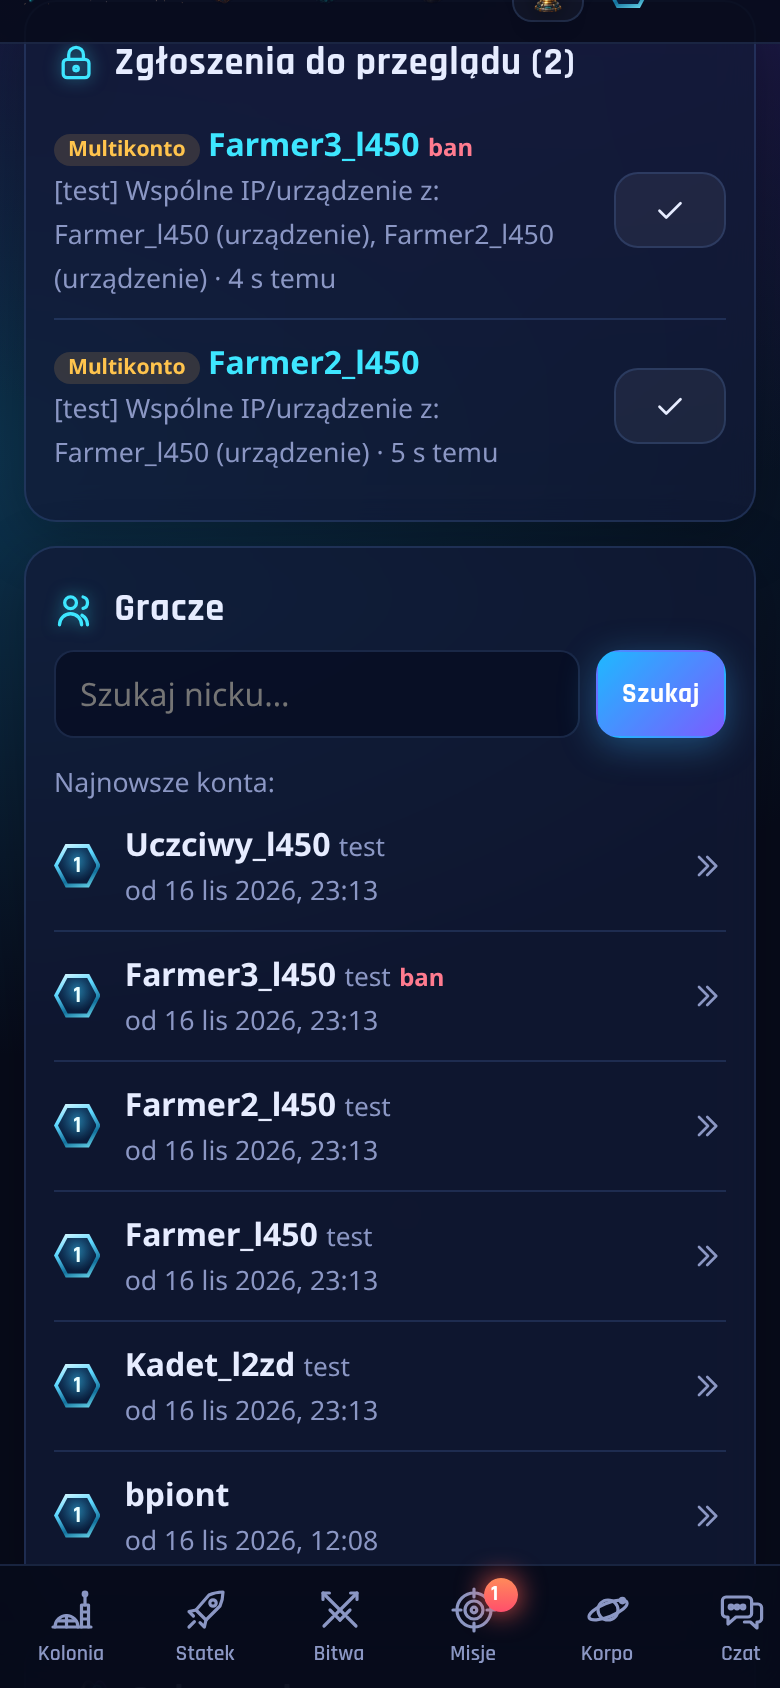 Zgłoszenia do przeglądu (2)
Multikonto Farmer3_l450 ban
[test] Wspólne IP/urządzenie z:
Farmer_l450 (urządzenie), Farmer2_l450
(urządzenie) · 4 s temu
Multikonto Farmer2_l450
[test] Wspólne IP/urządzenie z:
Farmer_l450 (urządzenie) · 5 s temu
Gracze
Szukaj nicku...
Szukaj
Najnowsze konta:
1
Uczciwy_l450 test
od 16 lis 2026, 23:13
1
Farmer3_l450 test ban
od 16 lis 2026, 23:13
1
Farmer2_l450 test
od 16 lis 2026, 23:13
1
Farmer_l450 test
od 16 lis 2026, 23:13
1
Kadet_l2zd test
od 16 lis 2026, 23:13
1
bpiont
od 16 lis 2026, 12:08
1
Kolonia
Statek
Bitwa
Misje
Korpo
Czat